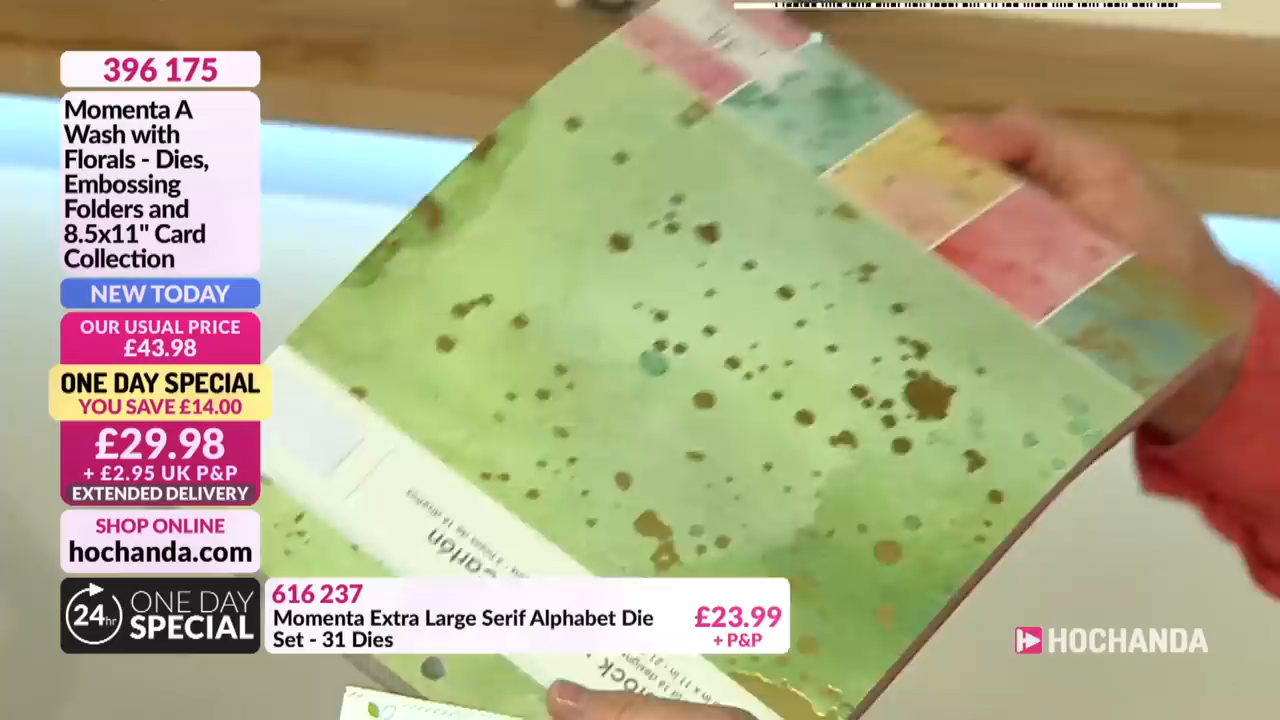 396 175
Momenta A
Wash with
Florals - Dies,
Embossing
Folders and
8.5x11" Card
Collection
NEW TODAY
OUR USUAL PRICE
£43.98
ONE DAY SPECIAL
YOU SAVE £14.00
£29.98
+ £2.95 UK P&P
EXTENDED DELIVERY
SHOP ONLINE
hochanda.com
24hr ONE DAY
SPECIAL
616 237
Momenta Extra Large Serif Alphabet Die
Set - 31 Dies
£23.99
+ P&P
HOCHANDA